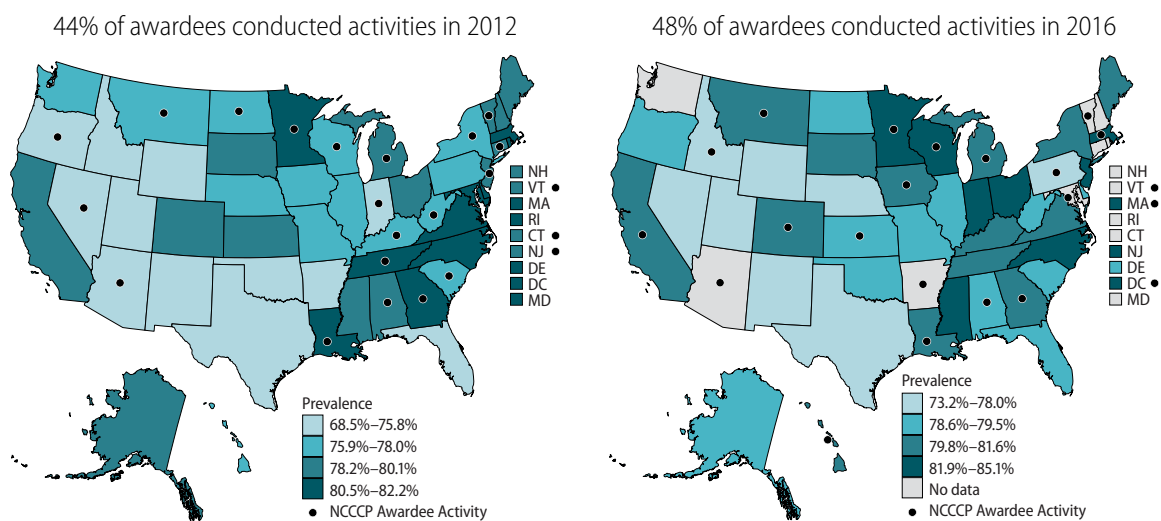 44% of awardees conducted activities in 2012
NH
VT
MA
RI
CT
NJ
DE
DC
MD
Prevalence
68.5%–75.8%
75.9%–78.0%
78.2%–80.1%
80.5%–82.2%
NCCCP Awardee Activity
48% of awardees conducted activities in 2016
NH
VT
MA
RI
CT
NJ
DE
DC
MD
Prevalence
73.2%–78.0%
78.6%–79.5%
79.8%–81.6%
81.9%–85.1%
No data
NCCCP Awardee Activity